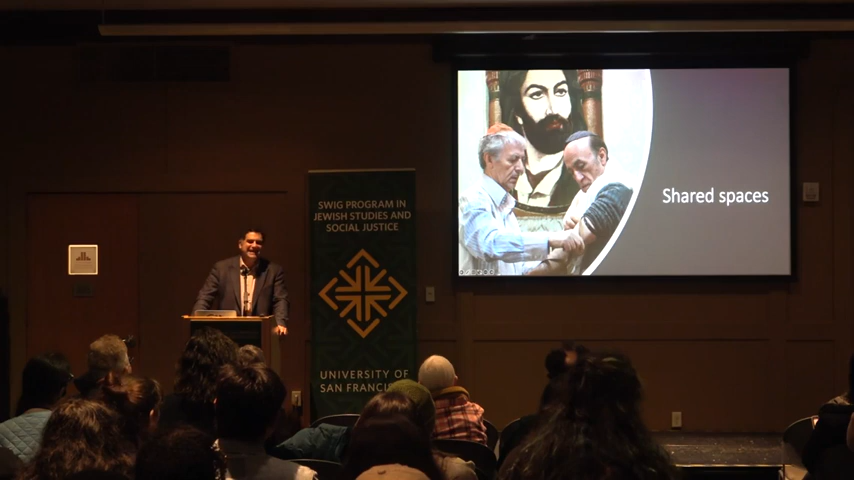 SWIG PROGRAM IN
JEWISH STUDIES AND
SOCIAL JUSTICE
UNIVERSITY OF
SAN FRANCISCO
Shared spaces